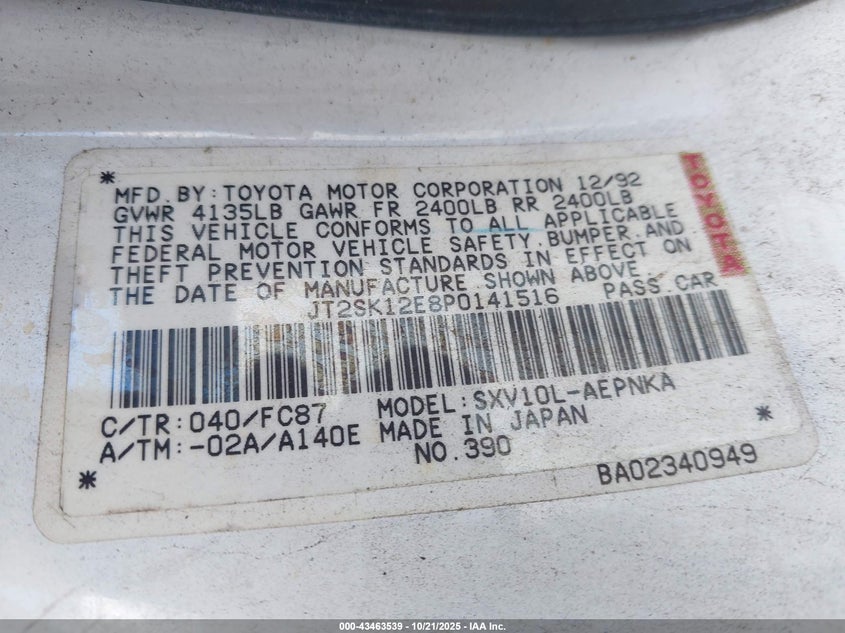 MFD.BY:TOYOTA MOTOR CORPORATION 12/92
GVWR 4135LB GAWR FR 2400LB RR 2400LB
THIS VEHICLE CONFORMS TO ALL APPLICABLE
FEDERAL MOTOR VEHICLE SAFETY,BUMPER,AND
THEFT PREVENTION STANDARDS IN EFFECT ON
THE DATE OF MANUFACTURE SHOWN ABOVE
JT2SK12E8P0141516 PASS.CAR
TOYOTA
C/TR:040/FC87 MODEL:SXV10L-AEPNKA
A/TM:-02A/A140E MADE IN JAPAN
NO.390
BA02340949
000-43463539 - 10/21/2025 - IAA Inc.